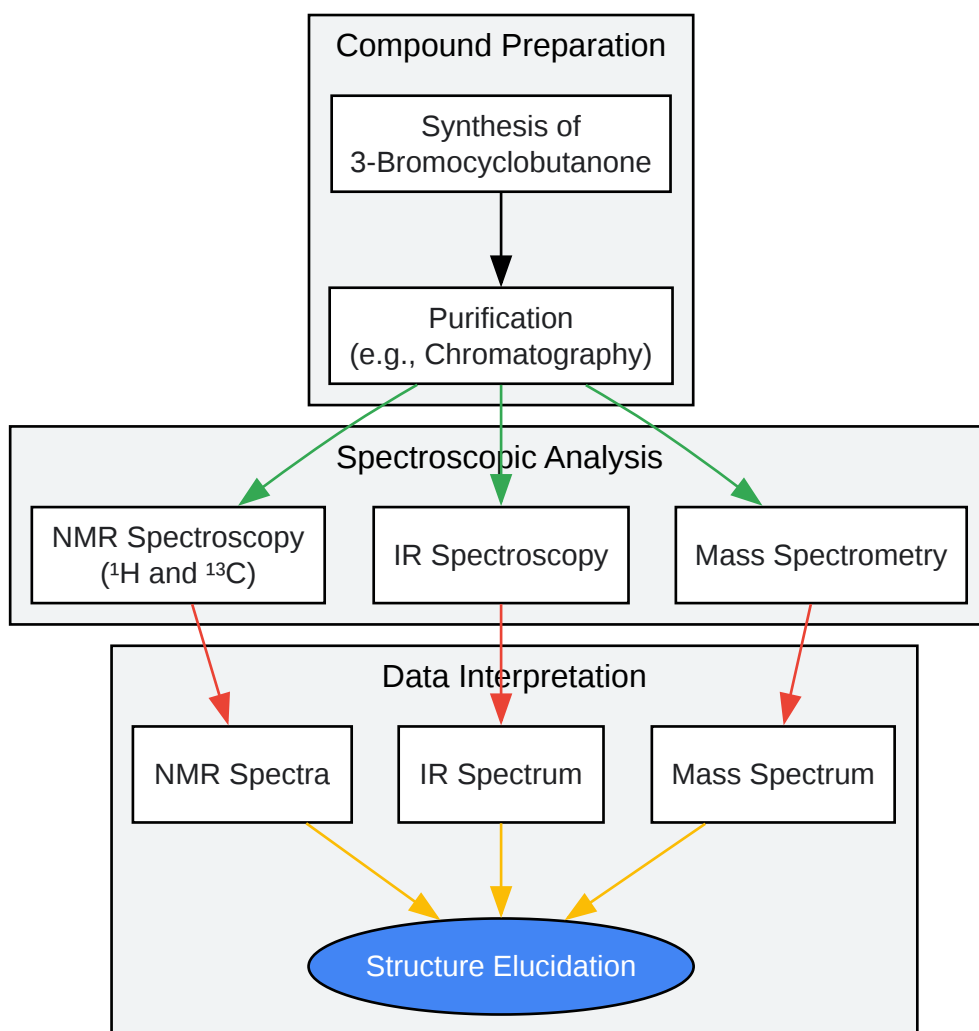 Compound Preparation
Synthesis of
3-Bromocyclobutanone
Purification
(e.g., Chromatography)
Spectroscopic Analysis
NMR Spectroscopy
(¹H and ¹³C)
IR Spectroscopy
Mass Spectrometry
Data Interpretation
NMR Spectra
IR Spectrum
Mass Spectrum
Structure Elucidation